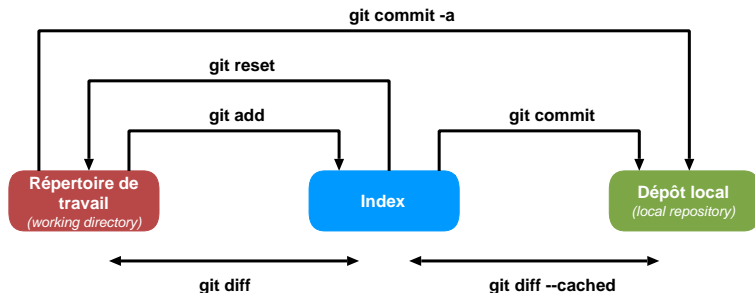 git commit -a
git reset
git add
git commit
Répertoire de
travail
(working directory)
Index
Dépôt local
(local repository)
git diff
git diff --cached